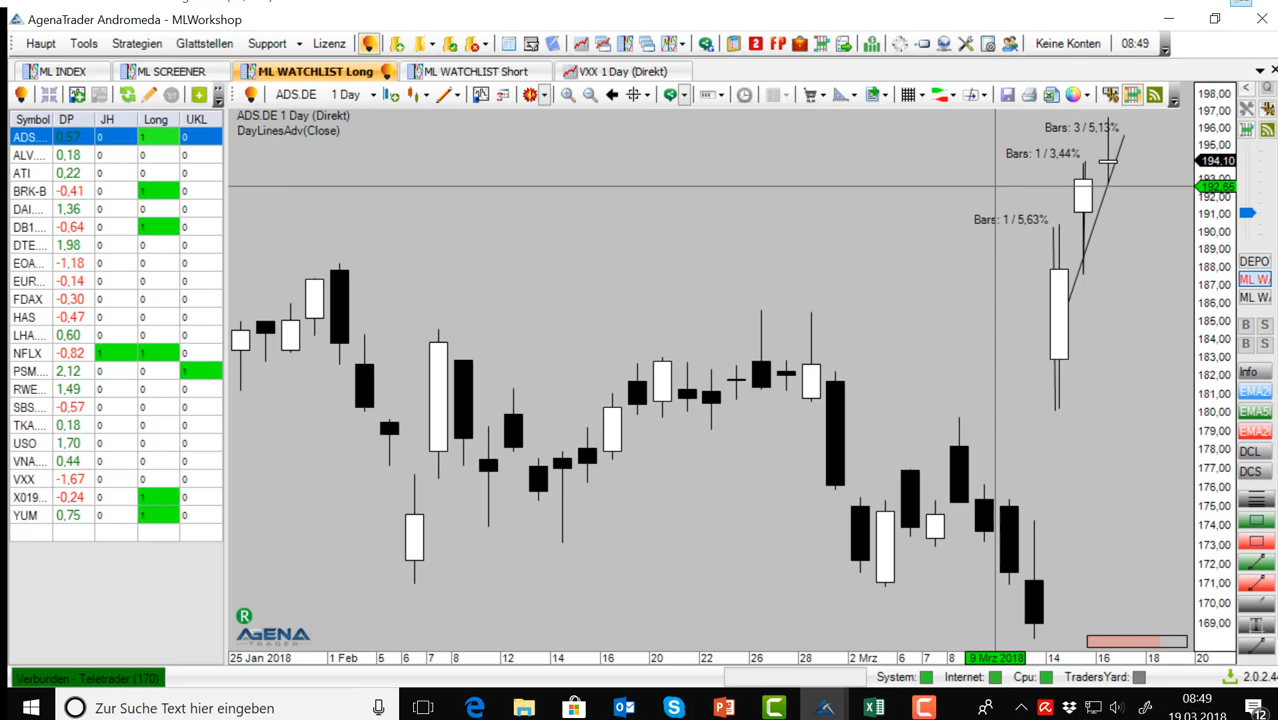 AgenaTrader Andromeda - MLWorkshop
Haupt Tools Strategien Glattstellen Support Lizenz Keine Konten 08:49
ML INDEX ML SCREENER ML WATCHLIST Long ML WATCHLIST Short VXX 1 Day (Direkt)
ADS.DE 1 Day
Symbol DP JH Long UKL
ADS.... 0,57 0 1 0
ALV.... 0,18 0 0 0
ATI 0,22 0 0 0
BRK-B -0,41 0 1 0
DAI.... 1,36 0 0 0
DB1... -0,64 0 1 0
DTE.... 1,98 0 0 0
EOA... -1,18 0 0 0
EUR... -0,14 0 0 0
FDAX -0,30 0 0 0
HAS -0,47 0 0 0
LHA.... 0,60 0 0 0
NFLX -0,82 1 1 0
PSM.... 2,12 0 0 1
RWE... 1,49 0 0 0
SBS... -0,57 0 0 0
TKA... 0,18 0 0 0
USO 1,70 0 0 0
VNA... 0,44 0 0 0
VXX -1,67 0 0 0
X019... -0,24 0 1 0
YUM 0,75 0 1 0
ADS.DE 1 Day (Direkt)
DayLinesAdv(Close)
Bars: 3 / 5,13%
Bars: 1 / 3,44%
Bars: 1 / 5,63%
198,00
197,00
196,00
195,00
194.10
193,00
192,65
192,00
191,00
190,00
189,00
188,00
187,00
186,00
185,00
184,00
183,00
182,00
181,00
180,00
179,00
178,00
177,00
176,00
175,00
174,00
173,00
172,00
171,00
170,00
169,00
DEPO
ML W
ML W
B S
B S
Info
EMA2
EMA5
EMA2
DCL
DCS
R
AGENA
TRADER
25 Jan 2018 1 Feb 5 6 7 8 12 14 16 20 22 26 28 2 Mrz 6 7 8 9 Mrz 2018 14 16 18 20
Verbunden - Teletrader (170) System: Internet: Cpu: TradersYard: 2.0.2.4
Zur Suche Text hier eingeben
08:49
19.03.2018
12